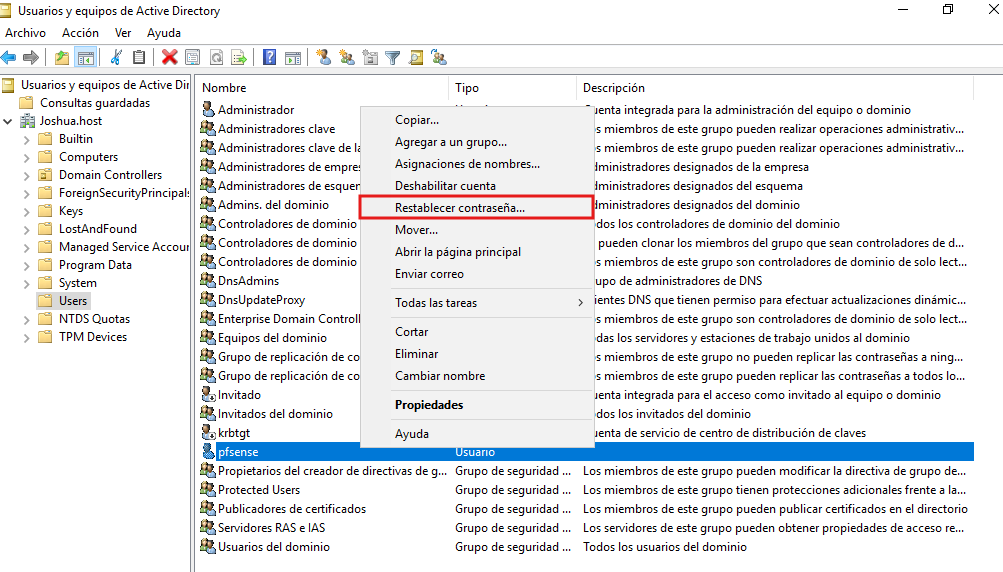 Usuarios y equipos de Active Directory
Archivo Acción Ver Ayuda
Usuarios y equipos de Active Direc
Consultas guardadas
Joshua.host
Builtin
Computers
Domain Controllers
ForeignSecurityPrincipals
Keys
LostAndFound
Managed Service Accour
Program Data
System
Users
NTDS Quotas
TPM Devices
Nombre Tipo Descripción
Administrador Cuenta integrada para la administración del equipo o dominio
Administradores clave os miembros de este grupo pueden realizar operaciones administrativ...
Administradores clave de la os miembros de este grupo pueden realizar operaciones administrativ...
Administradores de empres dministradores designados de la empresa
Administradores de esquem dministradores designados del esquema
Admins. del dominio dministradores designados del dominio
Controladores de dominio odos los controladores de dominio del dominio
Controladores de dominio pueden clonar los miembros del grupo que sean controladores de d...
Controladores de dominio os miembros de este grupo son controladores de dominio de solo lect...
DnsAdmins rupo de administradores de DNS
DnsUpdateProxy ientes DNS que tienen permiso para efectuar actualizaciones dinámic...
Enterprise Domain Controll os miembros de este grupo son controladores de dominio de solo lect...
Equipos del dominio odas los servidores y estaciones de trabajo unidos al dominio
Grupo de replicación de co os miembros de este grupo no pueden replicar las contraseñas a ning...
Grupo de replicación de co os miembros de este grupo pueden replicar las contraseñas a todos lo...
Invitado uenta integrada para el acceso como invitado al equipo o dominio
Invitados del dominio odos los invitados del dominio
krbtgt uenta de servicio de centro de distribución de claves
pfsense Usuario
Propietarios del creador de directivas de g... Grupo de seguridad ... Los miembros de este grupo pueden modificar la directiva de grupo de...
Protected Users Grupo de seguridad ... Los miembros de este grupo tienen protecciones adicionales frente a la...
Publicadores de certificados Grupo de seguridad ... Los miembros de este grupo pueden publicar certificados en el directorio
Servidores RAS e IAS Grupo de seguridad ... Los servidores de este grupo pueden obtener propiedades de acceso re...
Usuarios del dominio Grupo de seguridad ... Todos los usuarios del dominio
Copiar...
Agregar a un grupo...
Asignaciones de nombres...
Deshabilitar cuenta
Restablecer contraseña...
Mover...
Abrir la página principal
Enviar correo
Todas las tareas
Cortar
Eliminar
Cambiar nombre
Propiedades
Ayuda